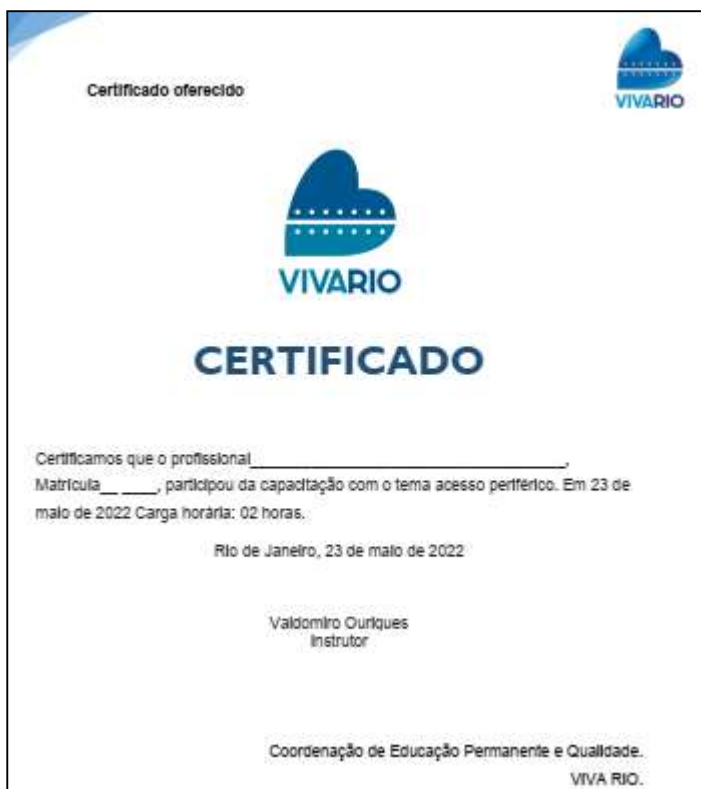 Certificado oferecido
VIVARIO
VIVARIO
CERTIFICADO
Certificamos que o profissional______________________________________,
Matrícula__ ____, participou da capacitação com o tema acesso periférico. Em 23 de
maio de 2022 Carga horária: 02 horas.
Rio de Janeiro, 23 de maio de 2022
Valdomiro Ouriques
Instrutor
Coordenação de Educação Permanente e Qualidade.
VIVA RIO.